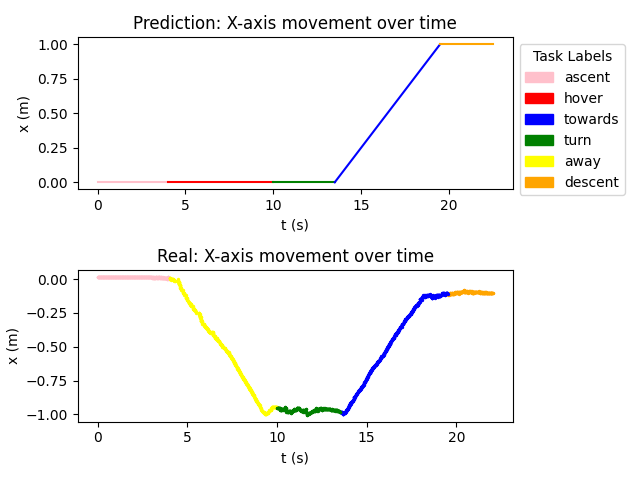 Prediction: X-axis movement over time
1.00
0.75
0.50
0.25
0.00
x (m)
0 5 10 15 20
t (s)
Task Labels
ascent
hover
towards
turn
away
descent
Real: X-axis movement over time
0.00
−0.25
−0.50
−0.75
−1.00
x (m)
0 5 10 15 20
t (s)